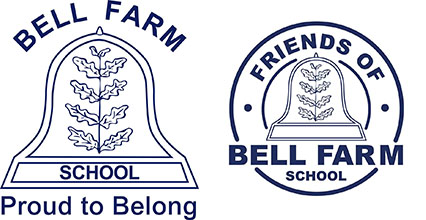 BELL FARM
SCHOOL
Proud to Belong
FRIENDS OF
BELL FARM
SCHOOL